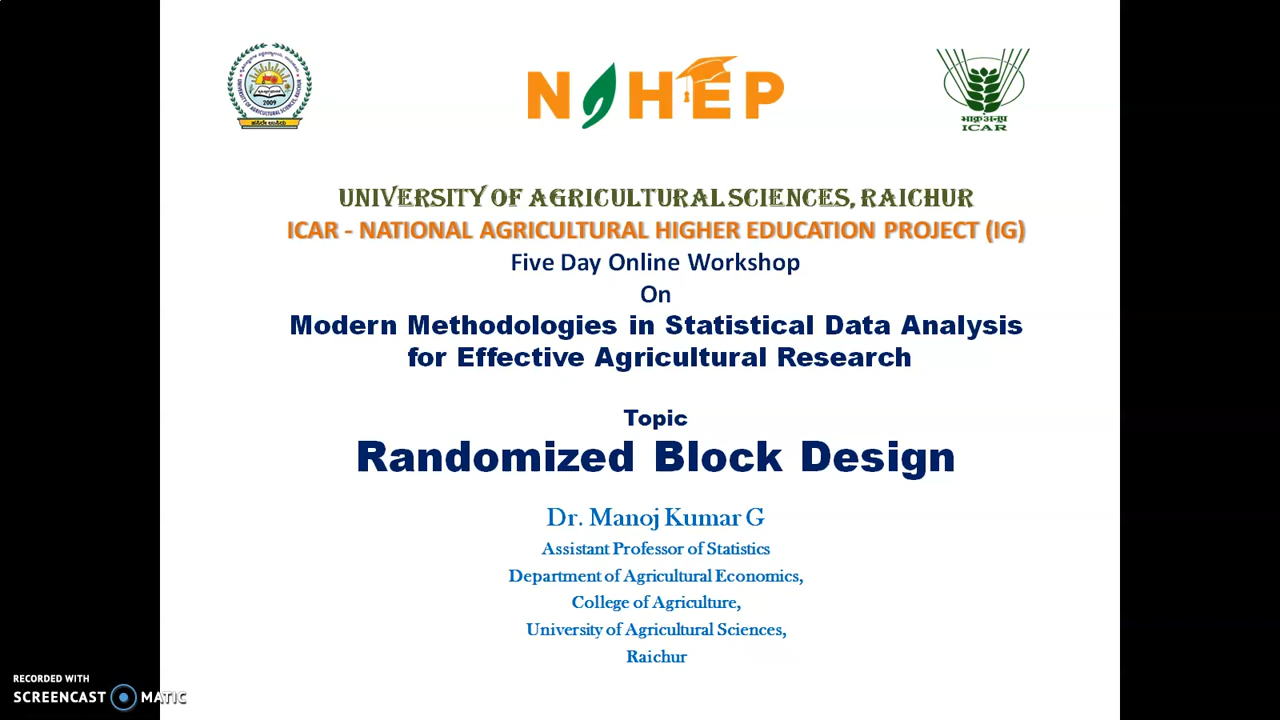 NAHEP
2009
भाकृअनुप
ICAR
UNIVERSITY OF AGRICULTURAL SCIENCES, RAICHUR
ICAR - NATIONAL AGRICULTURAL HIGHER EDUCATION PROJECT (IG)
Five Day Online Workshop
On
Modern Methodologies in Statistical Data Analysis
for Effective Agricultural Research
Topic
Randomized Block Design
Dr. Manoj Kumar G
Assistant Professor of Statistics
Department of Agricultural Economics,
College of Agriculture,
University of Agricultural Sciences,
Raichur
RECORDED WITH
SCREENCAST MATIC